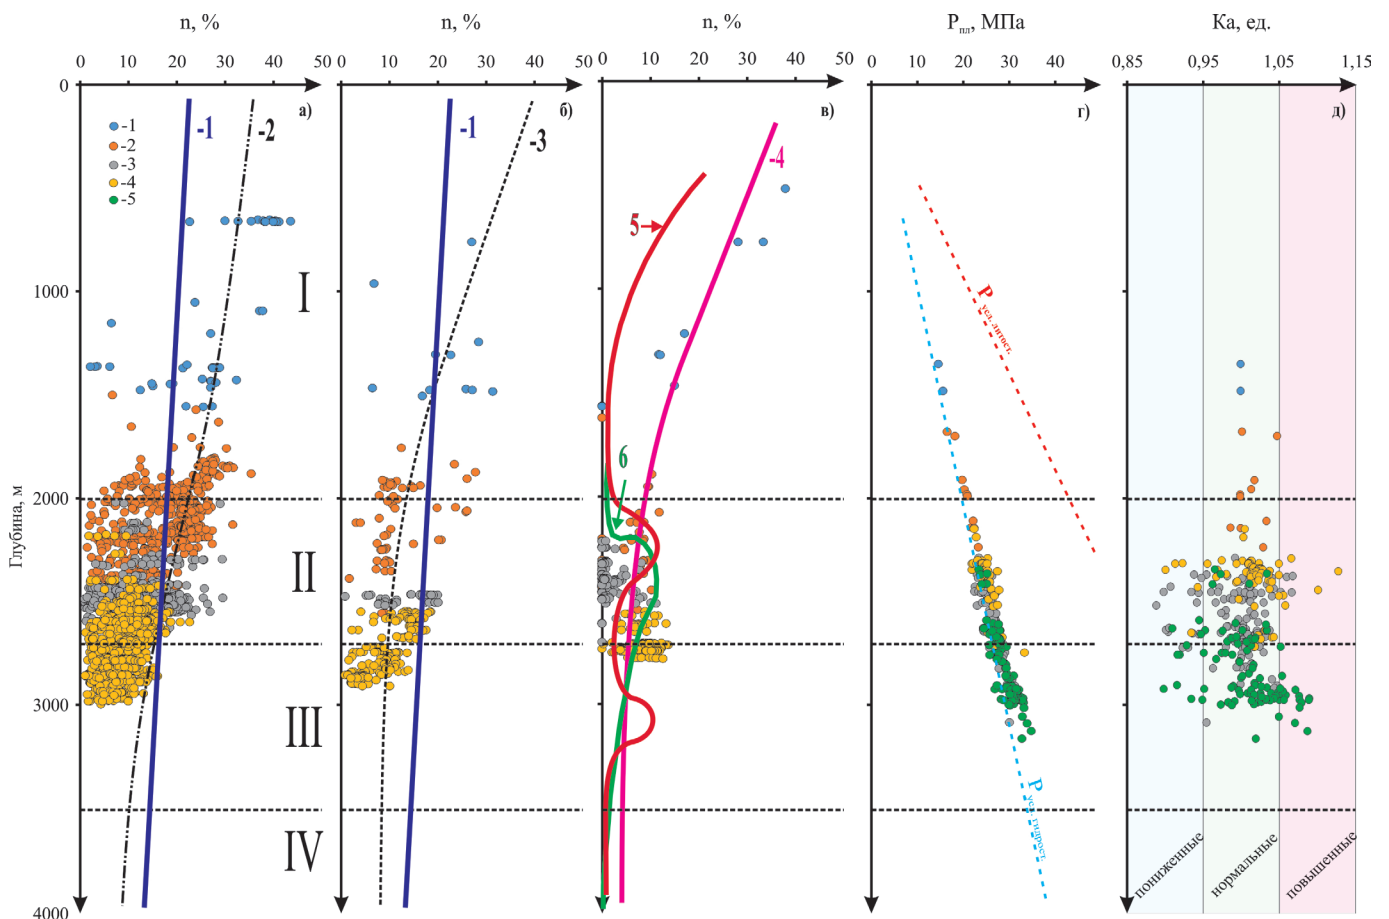 n, %
n, %
n, %
Pпл, МПа
Ка, ед.
0 10 20 30 40 50
0 10 20 30 40 50
0 10 20 30 40 50
0 10 20 30 40
0,85 0,95 1,05 1,15
0
1000
2000
3000
4000
Глубина, м
а)
б)
в)
г)
д)
-1
-2
-3
-4
-5
-1
-2
-1
-3
-4
5
6
I
II
III
IV
P усл. литост.
P усл. гидрост.
пониженные
нормальные
повышенные